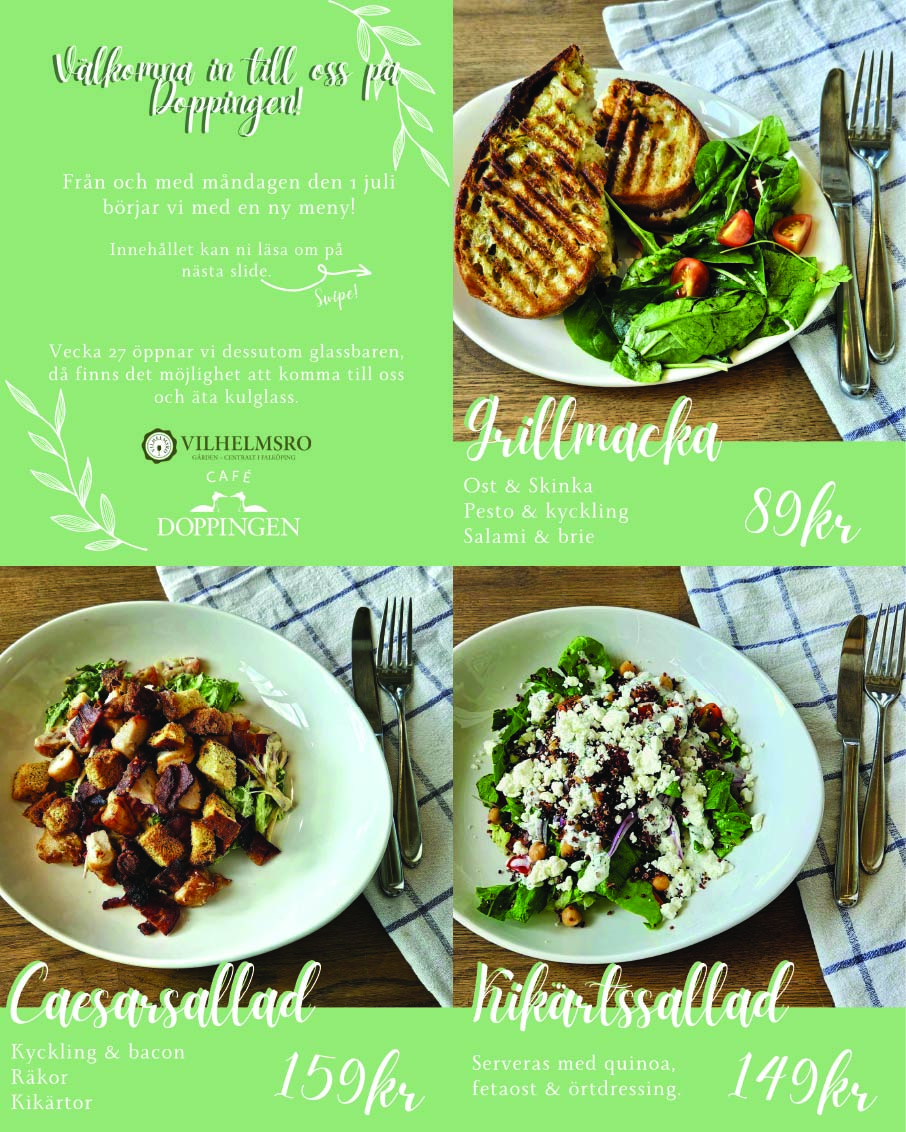 Välkomna in till oss på
Doppingen!
Från och med måndagen den 1 juli
börjar vi med en ny meny!
Innehållet kan ni läsa om på
nästa slide.
Swipe!
Vecka 27 öppnar vi dessutom glassbaren,
då finns det möjlighet att komma till oss
och äta kulglass.
VILHELMSRO
GÅRDEN - CENTRALT I FALKÖPING
CAFÉ
DOPPINGEN
Grillmacka
Ost & Skinka
Pesto & kyckling
Salami & brie
89kr
Caesarsallad
Kyckling & bacon
Räkor
Kikärtor
159kr
Kikärtssallad
Serveras med quinoa,
fetaost & örtdressing.
149kr